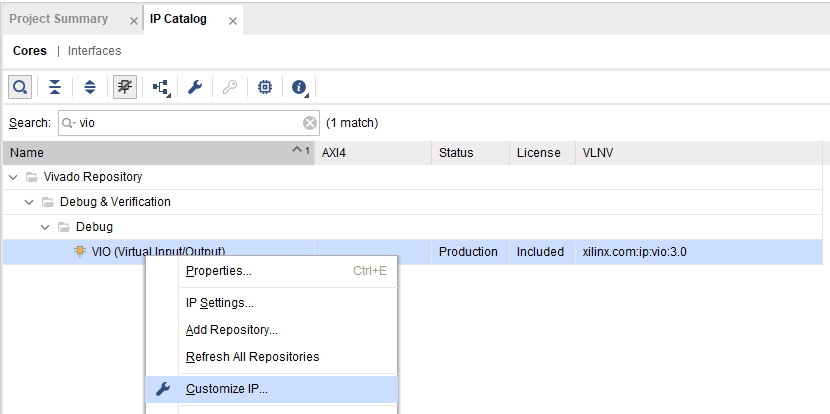 Project Summary × IP Catalog ×
Cores | Interfaces
Search: vio (1 match)
Name 1 AXI4 Status License VLNV
Vivado Repository
Debug & Verification
Debug
VIO (Virtual Input/Output) Production Included xilinx.com:ip:vio:3.0
Properties... Ctrl+E
IP Settings...
Add Repository...
Refresh All Repositories
Customize IP...